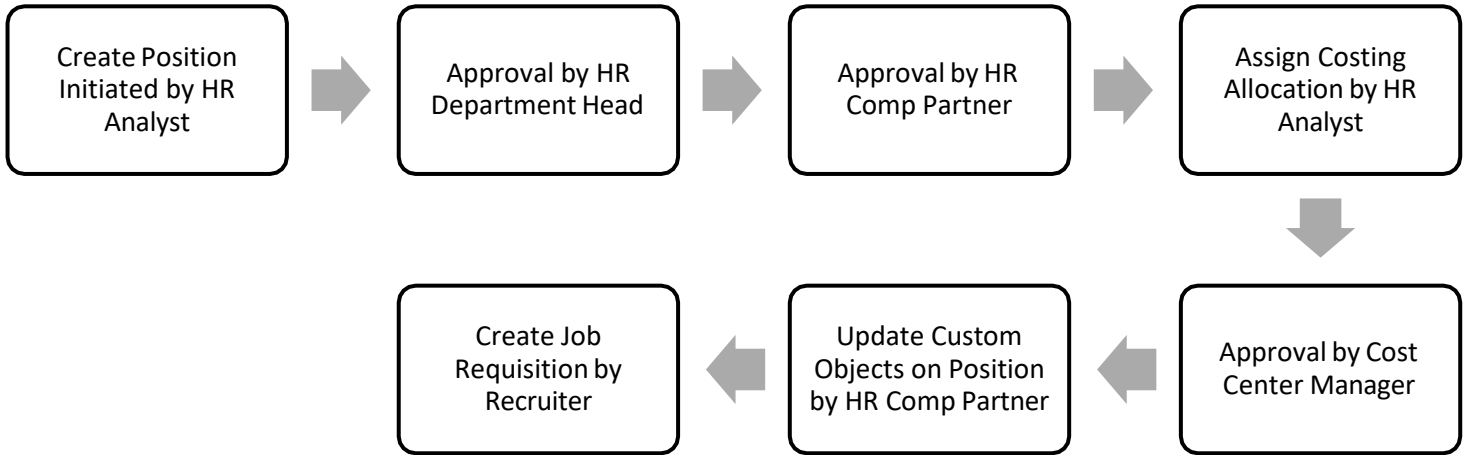 Create Position
Initiated by HR
Analyst
Approval by HR
Department Head
Approval by HR
Comp Partner
Assign Costing
Allocation by HR
Analyst
Approval by Cost
Center Manager
Update Custom
Objects on Position
by HR Comp Partner
Create Job
Requisition by
Recruiter